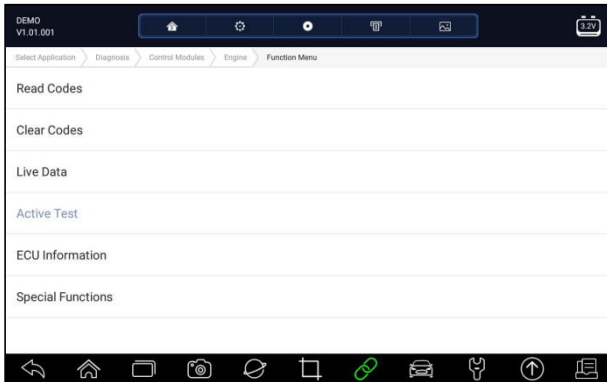 DEMO
V1.01.001
3.2V
Select Application Diagnosis Control Modules Engine Function Menu
Read Codes
Clear Codes
Live Data
Active Test
ECU Information
Special Functions